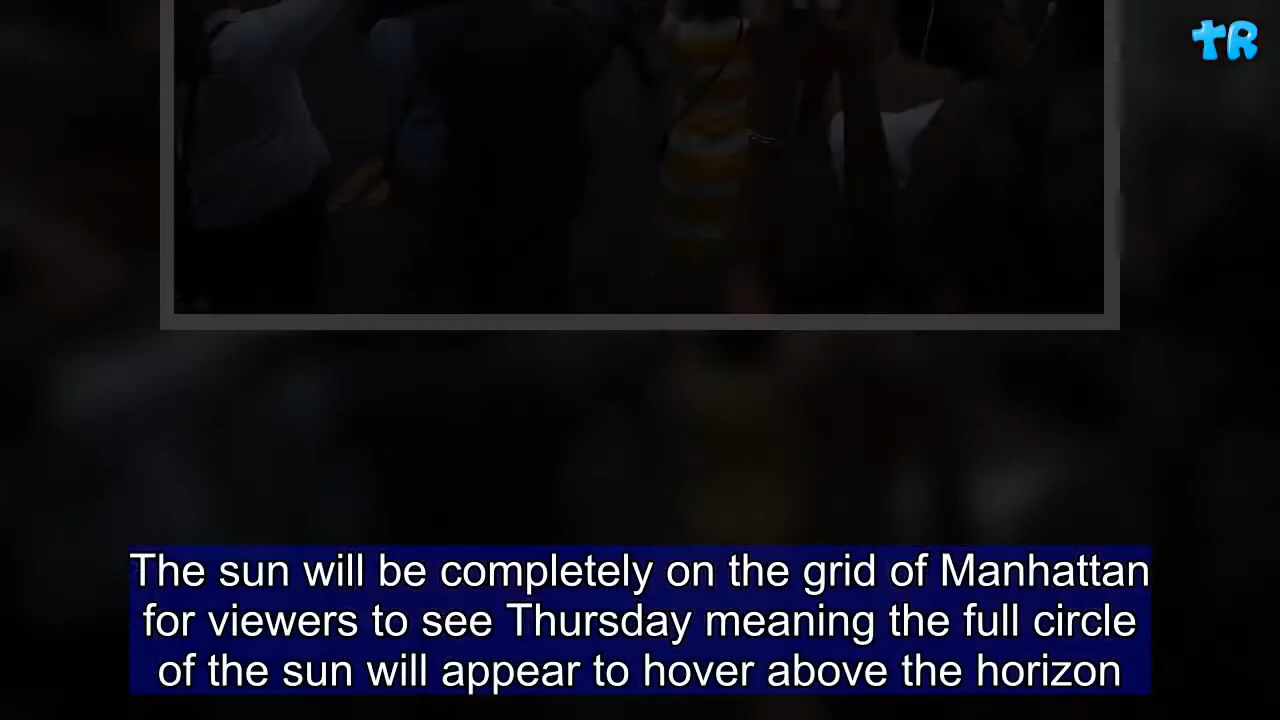 TR
The sun will be completely on the grid of Manhattan
for viewers to see Thursday meaning the full circle
of the sun will appear to hover above the horizon